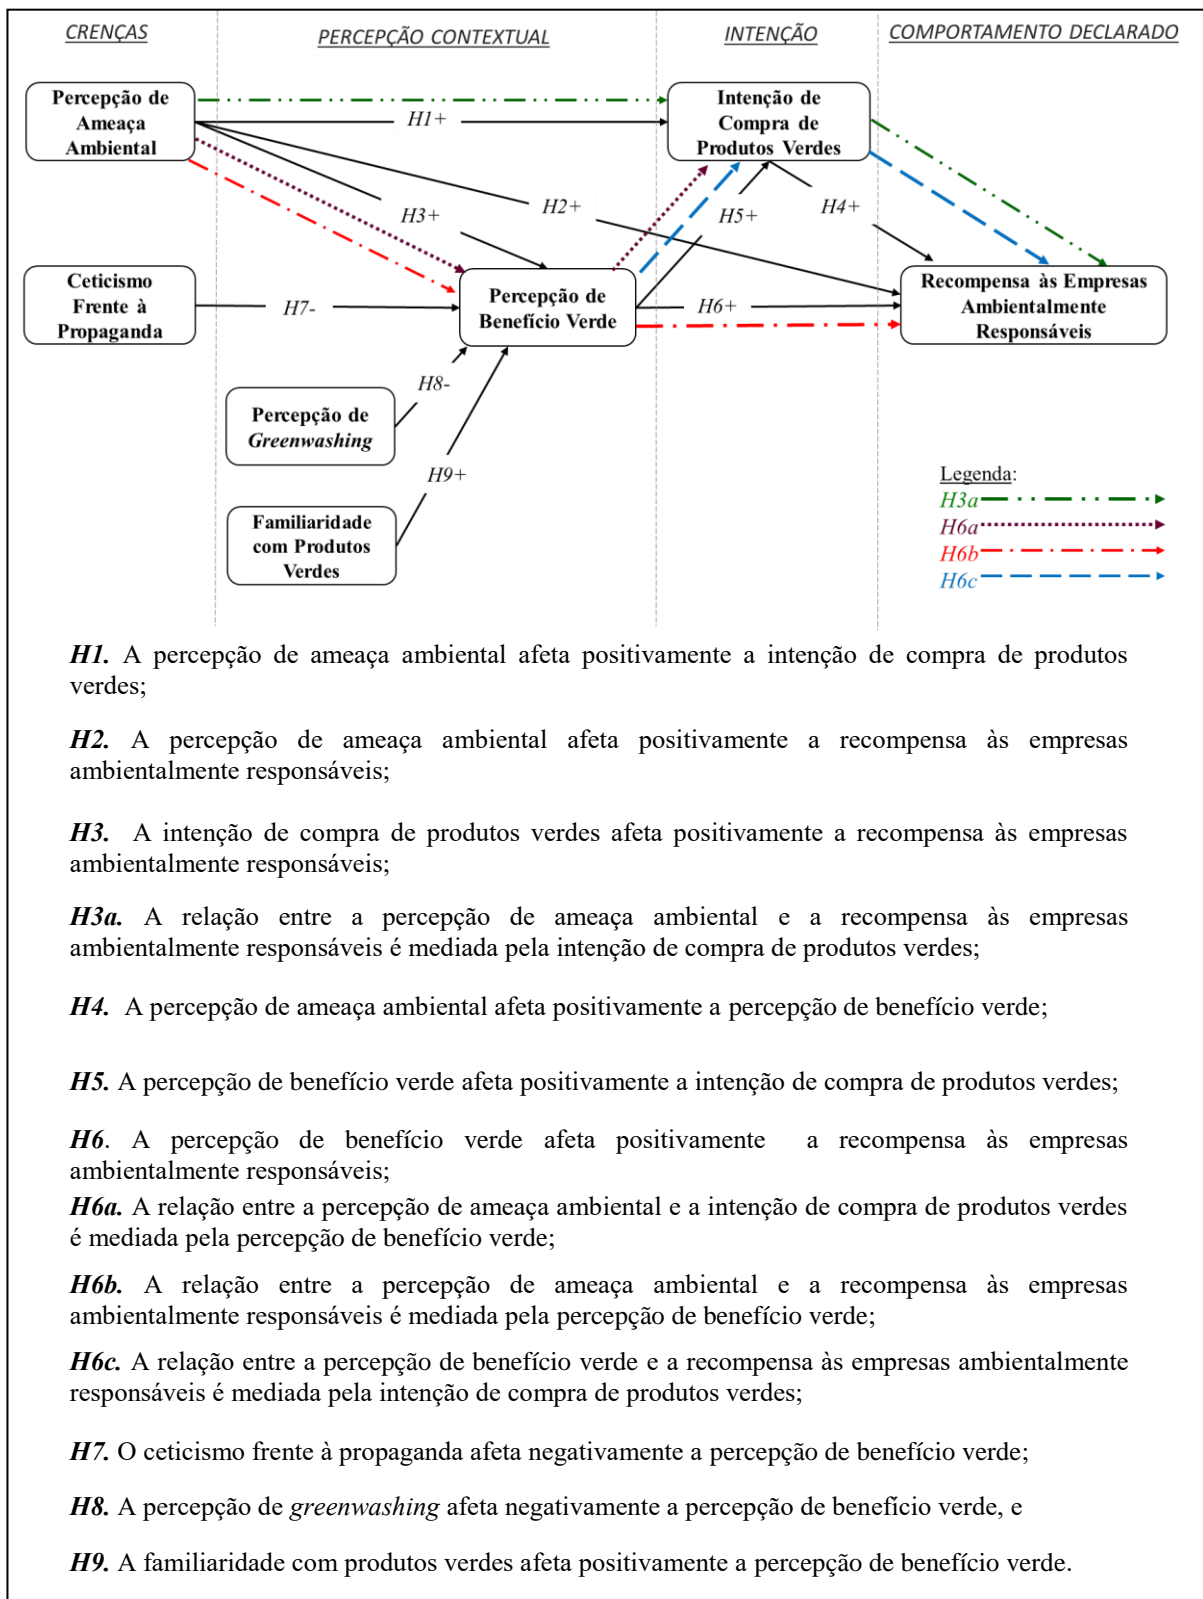 CRENÇAS
PERCEPÇÃO CONTEXTUAL
INTENÇÃO
COMPORTAMENTO DECLARADO
Percepção de
Ameaça
Ambiental
H1+
Intenção de
Compra de
Produtos Verdes
H3+
H2+
H5+
H4+
Ceticismo
Frente à
Propaganda
H7-
Percepção de
Benefício Verde
H6+
Recompensa às Empresas
Ambientalmente
Responsáveis
H8-
Percepção de
Greenwashing
H9+
Familiaridade
com Produtos
Verdes
Legenda:
H3a
H6a
H6b
H6c
H1. A percepção de ameaça ambiental afeta positivamente a intenção de compra de produtos
verdes;
H2. A percepção de ameaça ambiental afeta positivamente a recompensa às empresas
ambientalmente responsáveis;
H3. A intenção de compra de produtos verdes afeta positivamente a recompensa às empresas
ambientalmente responsáveis;
H3a. A relação entre a percepção de ameaça ambiental e a recompensa às empresas
ambientalmente responsáveis é mediada pela intenção de compra de produtos verdes;
H4. A percepção de ameaça ambiental afeta positivamente a percepção de benefício verde;
H5. A percepção de benefício verde afeta positivamente a intenção de compra de produtos verdes;
H6. A percepção de benefício verde afeta positivamente a recompensa às empresas
ambientalmente responsáveis;
H6a. A relação entre a percepção de ameaça ambiental e a intenção de compra de produtos verdes
é mediada pela percepção de benefício verde;
H6b. A relação entre a percepção de ameaça ambiental e a recompensa às empresas
ambientalmente responsáveis é mediada pela percepção de benefício verde;
H6c. A relação entre a percepção de benefício verde e a recompensa às empresas ambientalmente
responsáveis é mediada pela intenção de compra de produtos verdes;
H7. O ceticismo frente à propaganda afeta negativamente a percepção de benefício verde;
H8. A percepção de greenwashing afeta negativamente a percepção de benefício verde, e
H9. A familiaridade com produtos verdes afeta positivamente a percepção de benefício verde.